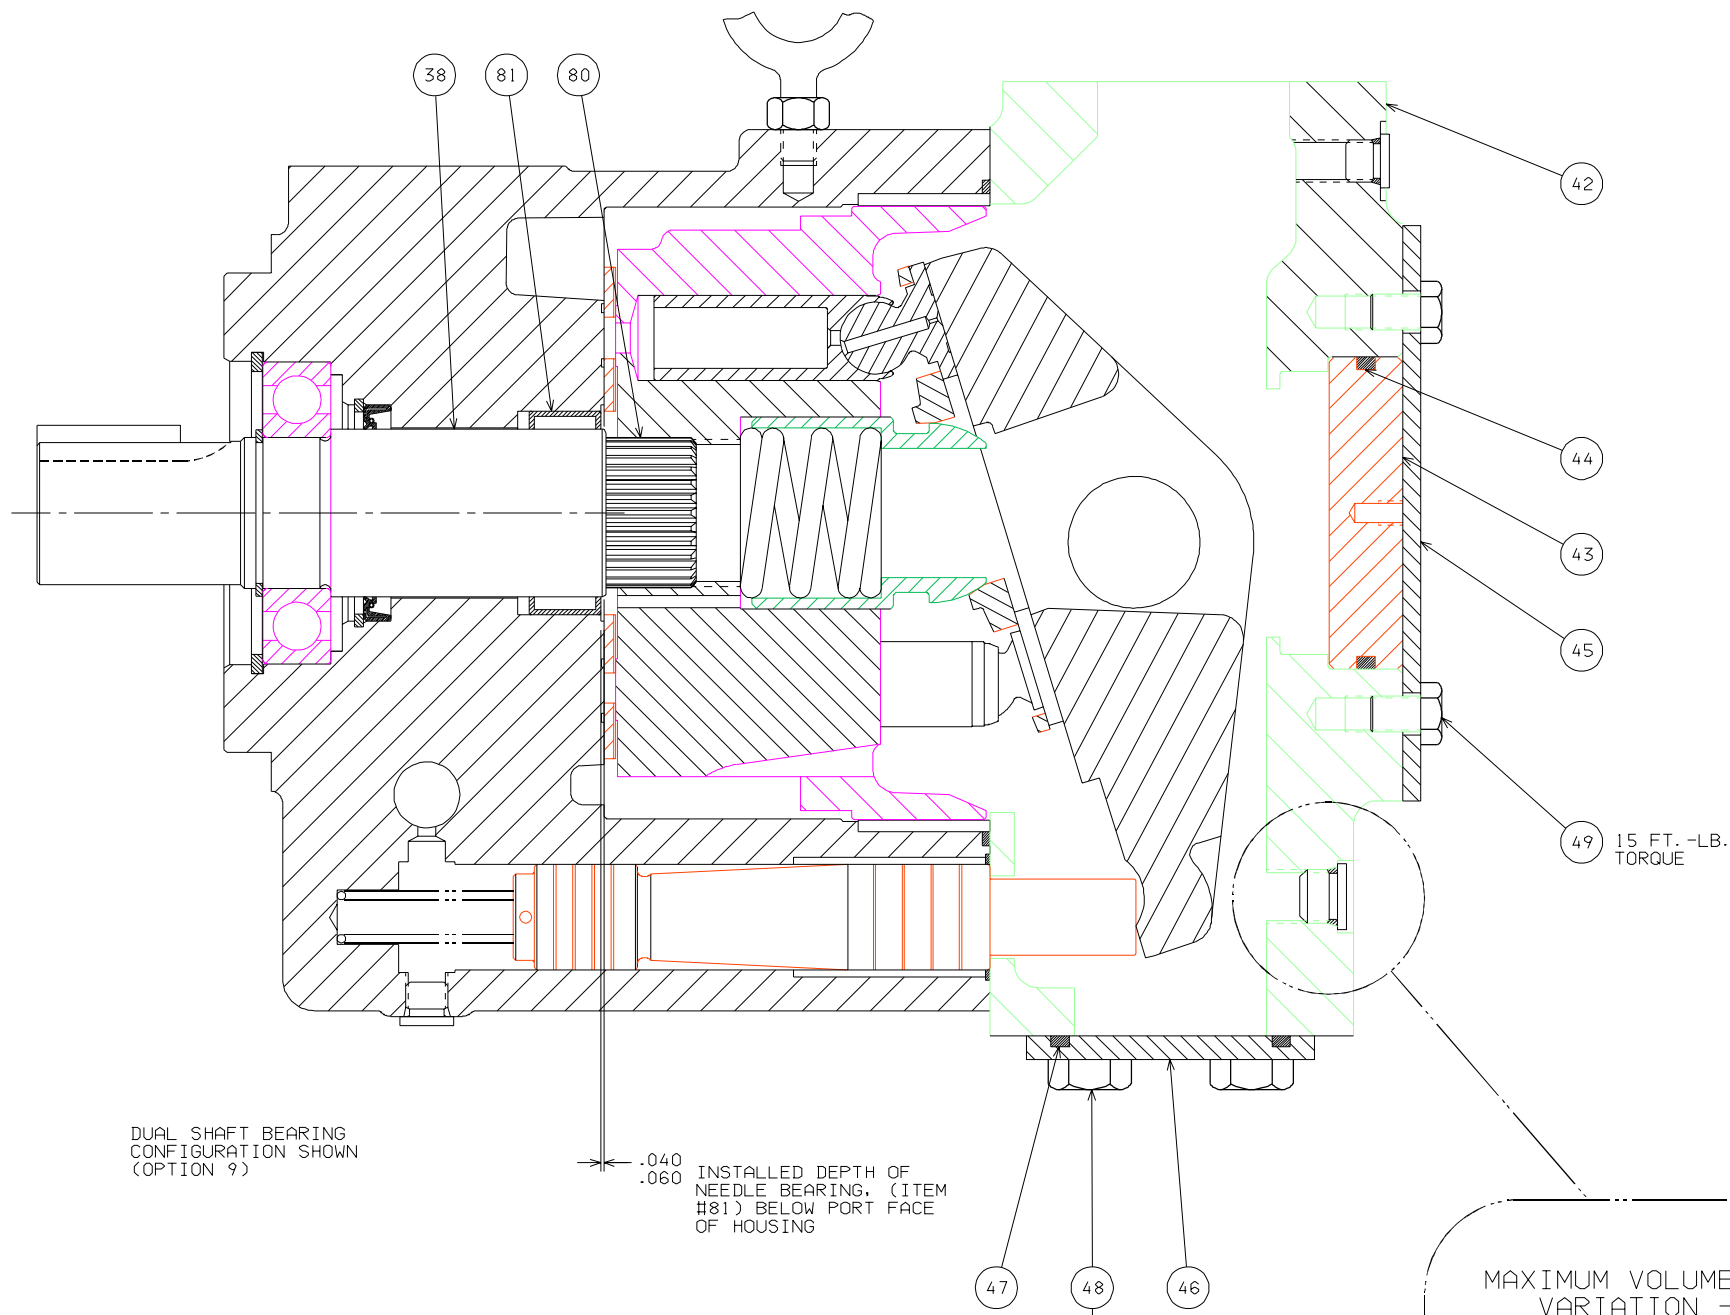 38
81
80
42
44
43
45
49
15 FT.-LB.
TORQUE
DUAL SHAFT BEARING
CONFIGURATION SHOWN
(OPTION 9)
.040
.060
INSTALLED DEPTH OF
NEEDLE BEARING, (ITEM
#81) BELOW PORT FACE
OF HOUSING
47
48
46
MAXIMUM VOLUME
VARIATION -